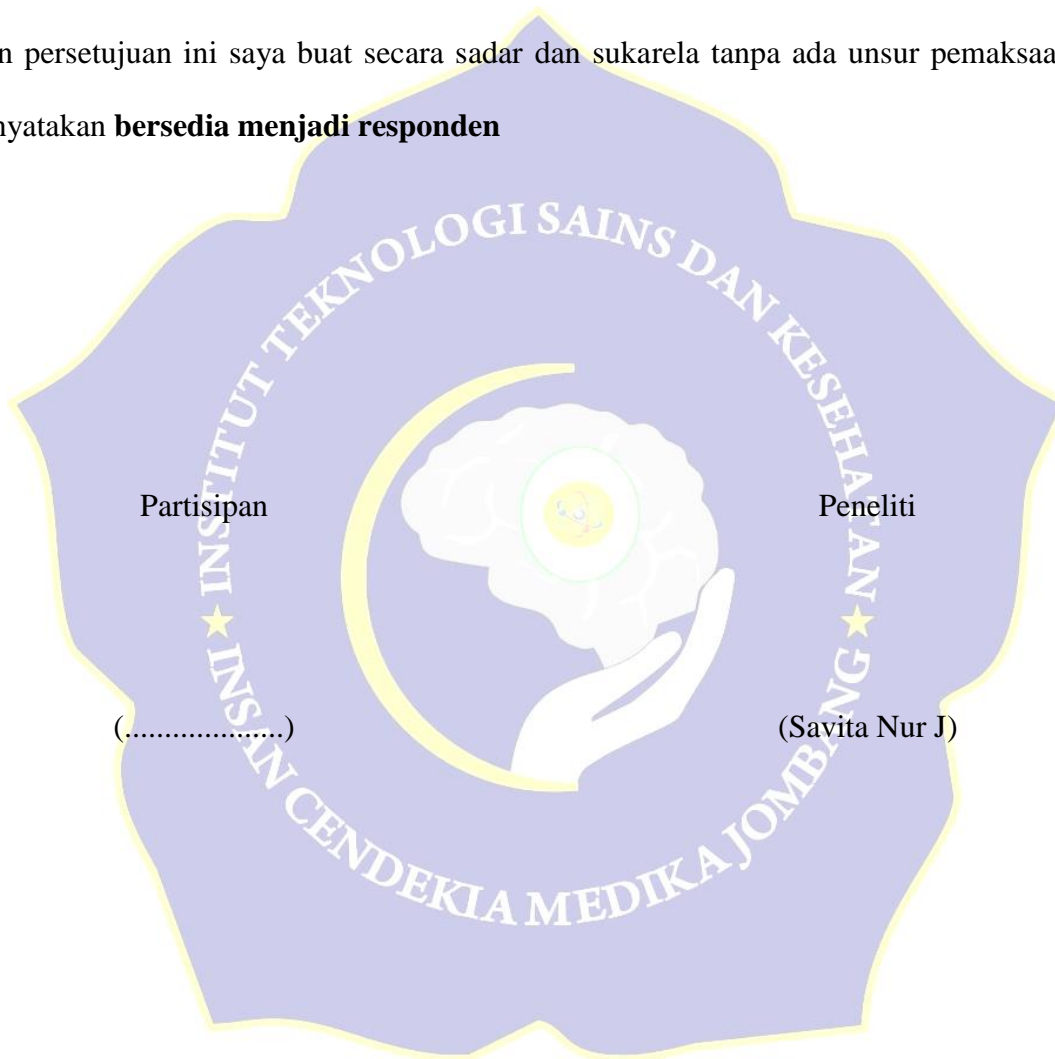 n persetujuan ini saya buat secara sadar dan sukarela tanpa ada unsur pemaksaa
nyatakan bersedia menjadi responden
INSTITUT TEKNOLOGI SAINS DAN KESEHATAN
Partisipan Peneliti
(....................) (Savita Nur J)
INSAN CENDEKIA MEDIKA JOMBANG